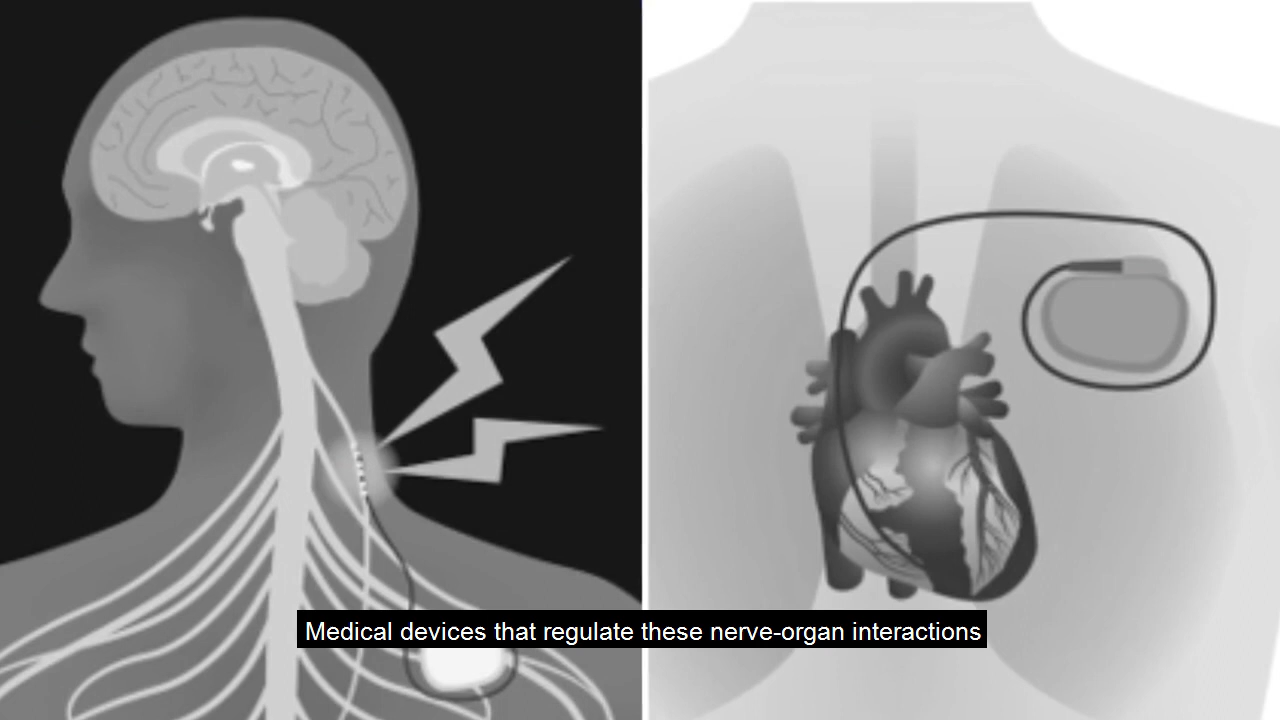 Medical devices that regulate these nerve-organ interactions